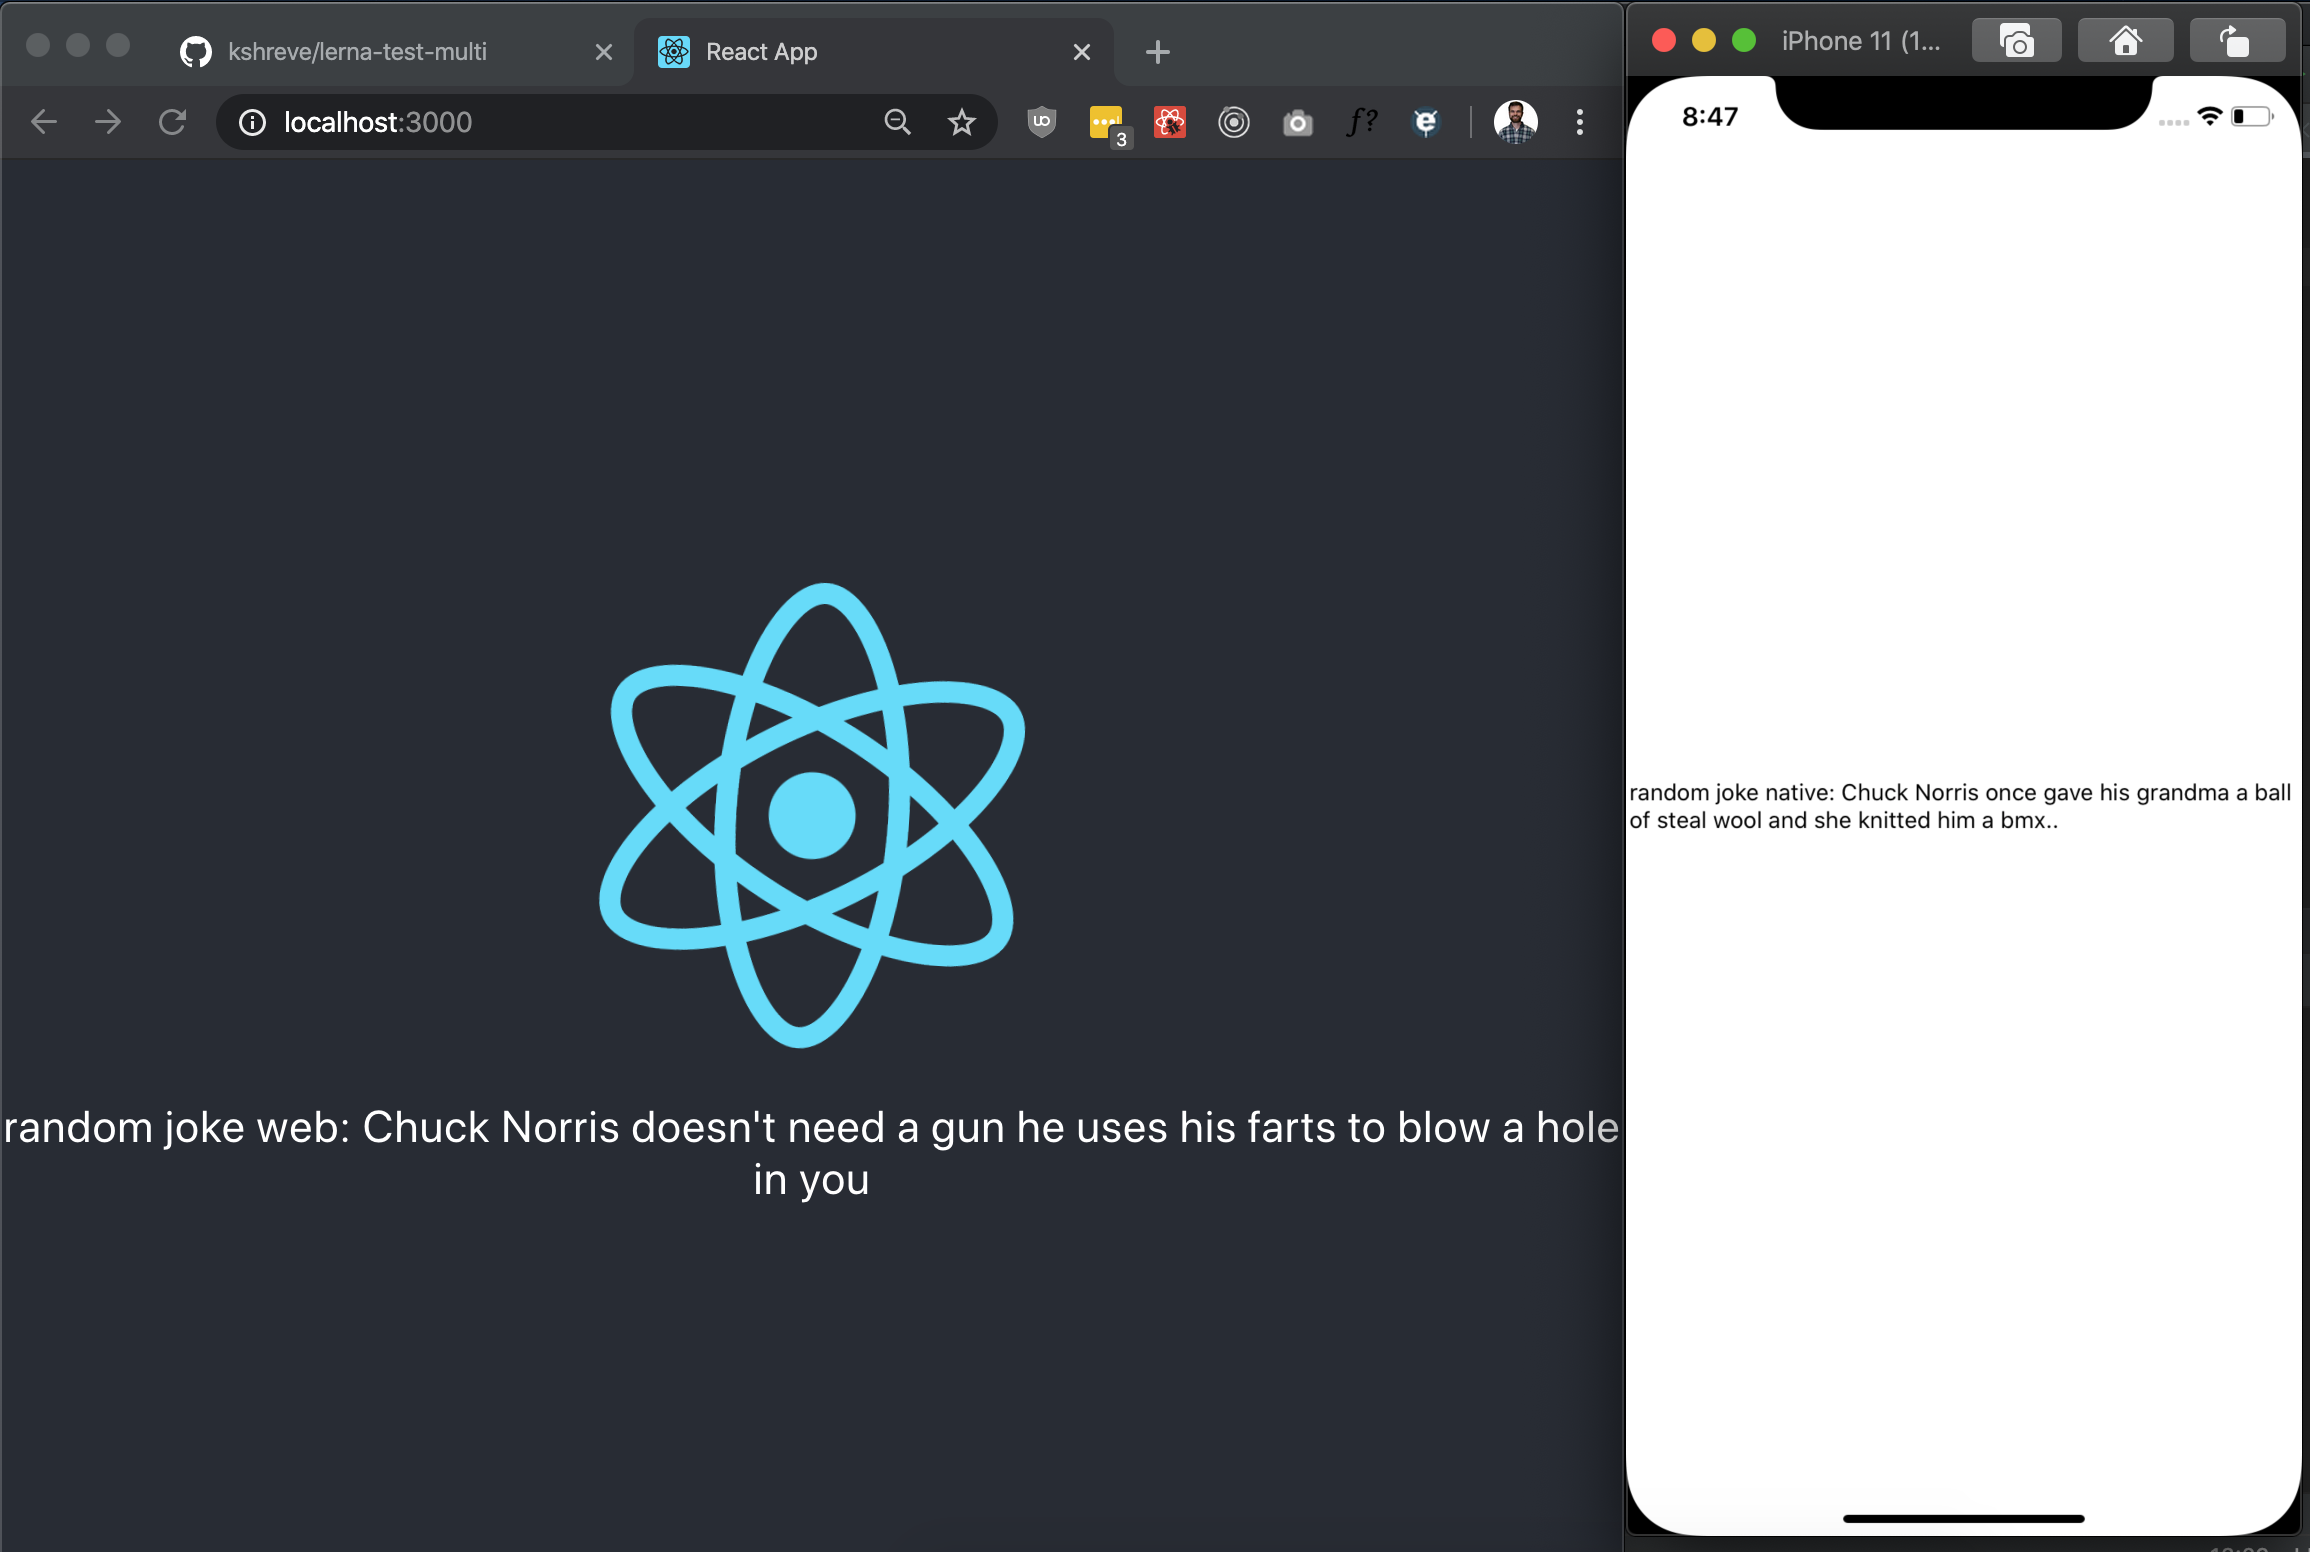 kshreve/lerna-test-multi
React App
iPhone 11 (1...
localhost:3000
UO
3
f?
e
8:47
random joke native: Chuck Norris once gave his grandma a ball
of steal wool and she knitted him a bmx..
random joke web: Chuck Norris doesn't need a gun he uses his farts to blow a hole
in you